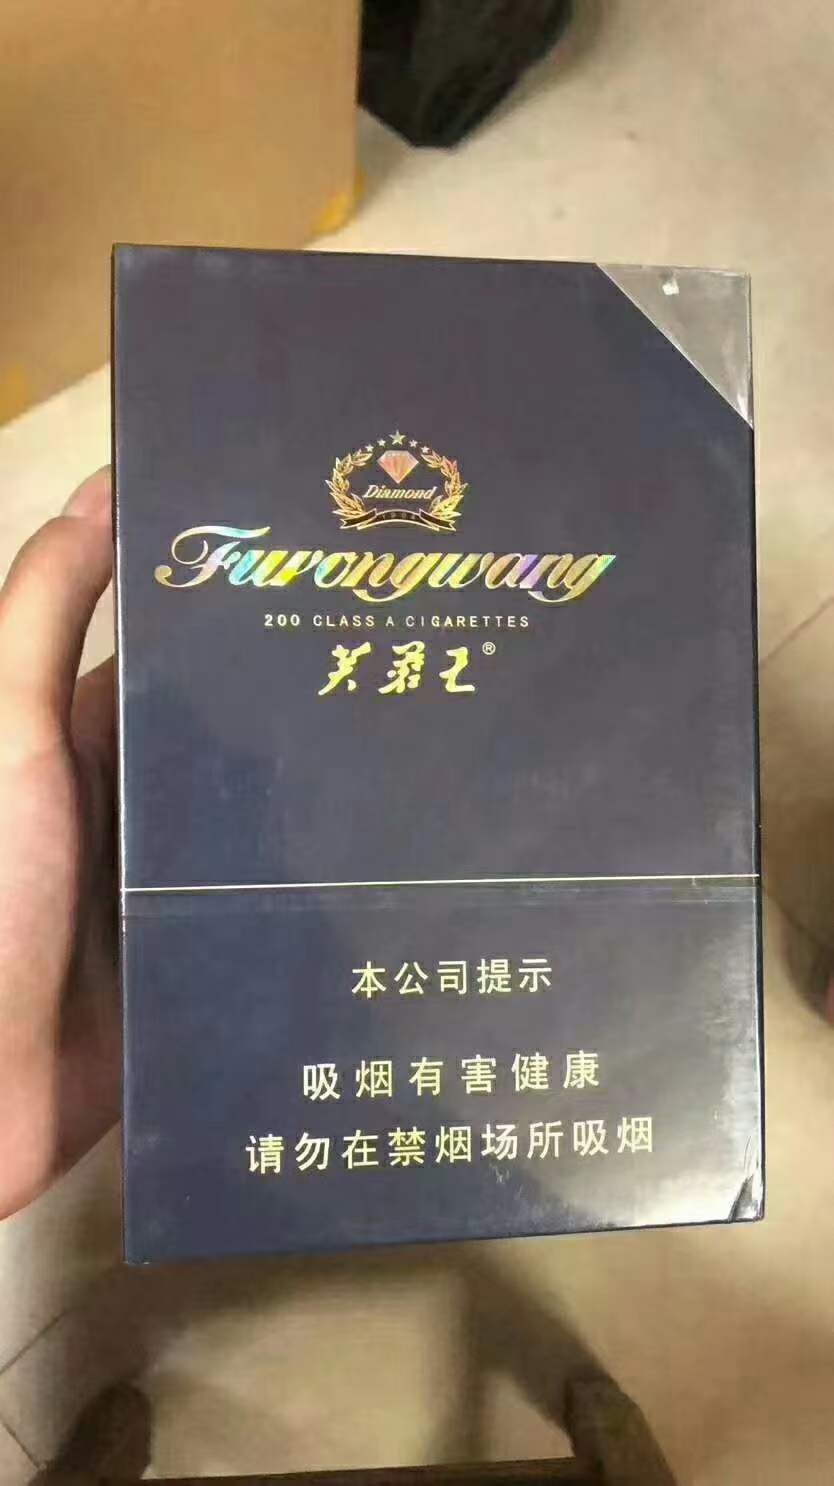 Diamond
Furongwang
200 CLASS A CIGARETTES
芙蓉王®
本公司提示
吸烟有害健康
请勿在禁烟场所吸烟